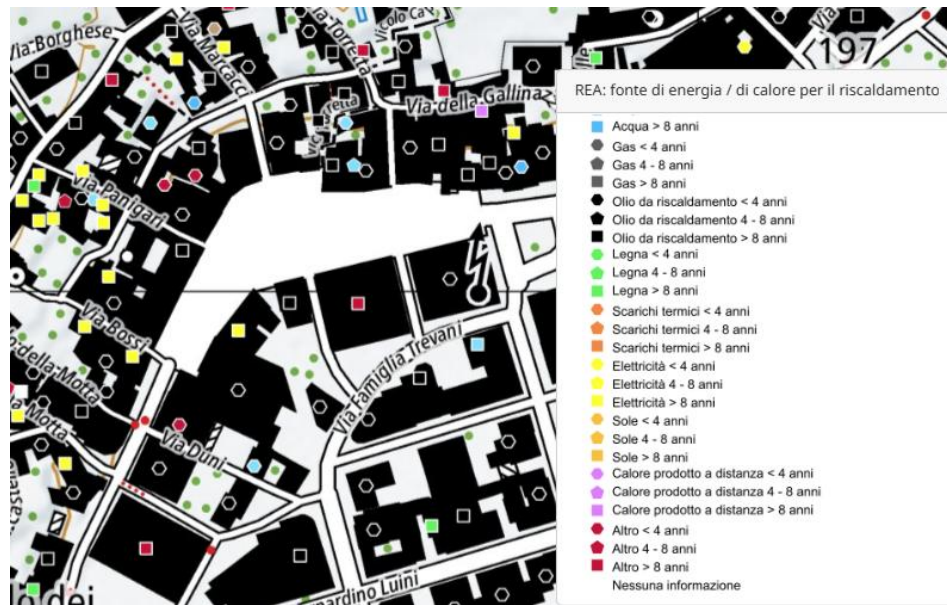 Via Borghese
Via Marcacci
Via Torretta
Vicolo Ca
197
Via della Gallinaz
Via Panigari
Via Bossi
o della Motta
la Motta
Via Duni
Via Famiglia Trevani
nardino Luini
lo dei
REA: fonte di energia / di calore per il riscaldamento
Acqua > 8 anni
Gas < 4 anni
Gas 4 - 8 anni
Gas > 8 anni
Olio da riscaldamento < 4 anni
Olio da riscaldamento 4 - 8 anni
Olio da riscaldamento > 8 anni
Legna < 4 anni
Legna 4 - 8 anni
Legna > 8 anni
Scarichi termici < 4 anni
Scarichi termici 4 - 8 anni
Scarichi termici > 8 anni
Elettricità < 4 anni
Elettricità 4 - 8 anni
Elettricità > 8 anni
Sole < 4 anni
Sole 4 - 8 anni
Sole > 8 anni
Calore prodotto a distanza < 4 anni
Calore prodotto a distanza 4 - 8 anni
Calore prodotto a distanza > 8 anni
Altro < 4 anni
Altro 4 - 8 anni
Altro > 8 anni
Nessuna informazione